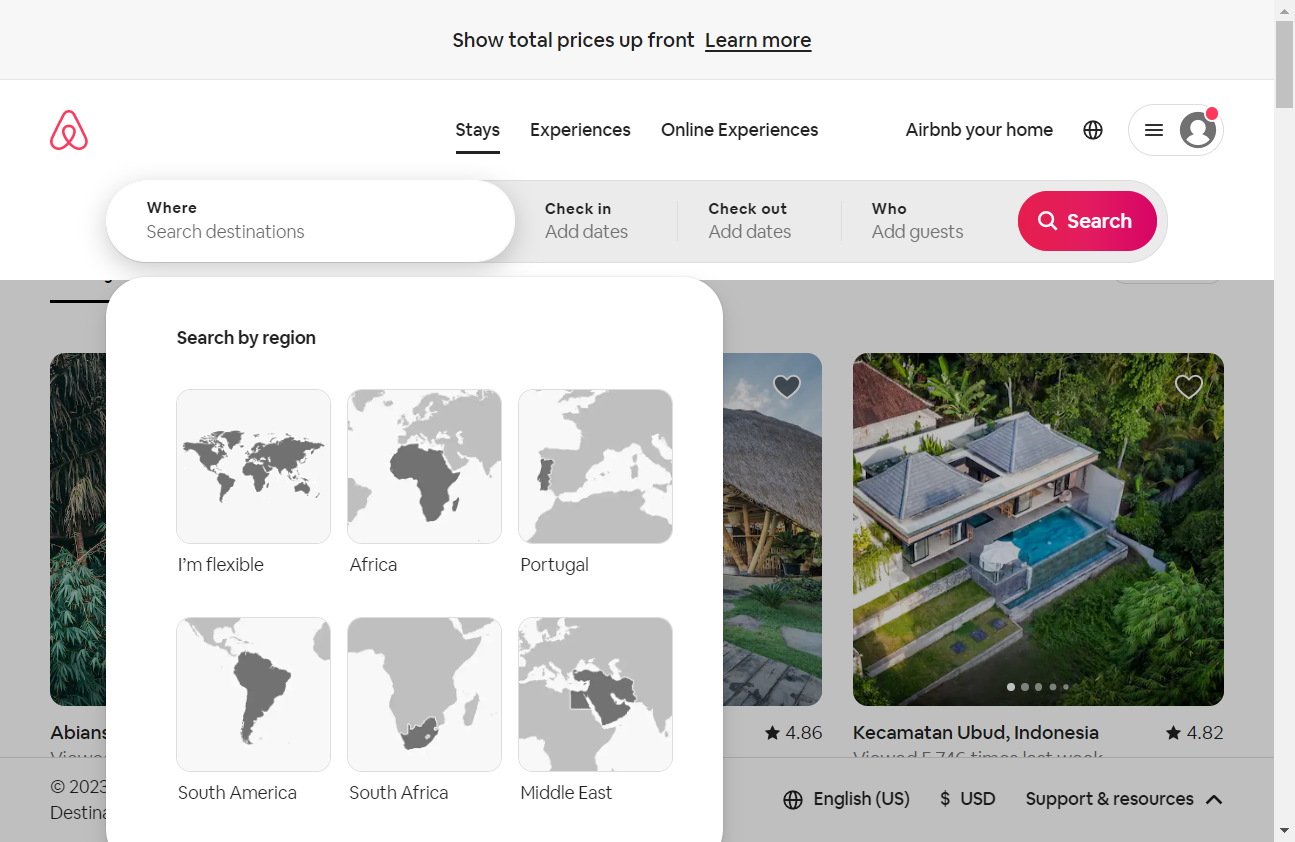 Show total prices up front Learn more
Stays Experiences Online Experiences Airbnb your home
Where
Search destinations
Check in
Add dates
Check out
Add dates
Who
Add guests
Search
Search by region
I'm flexible Africa Portugal
South America South Africa Middle East
Abians
4.86
Kecamatan Ubud, Indonesia 4.82
Viewed 5,746 times last week
© 2023
Destina
English (US) $ USD Support & resources